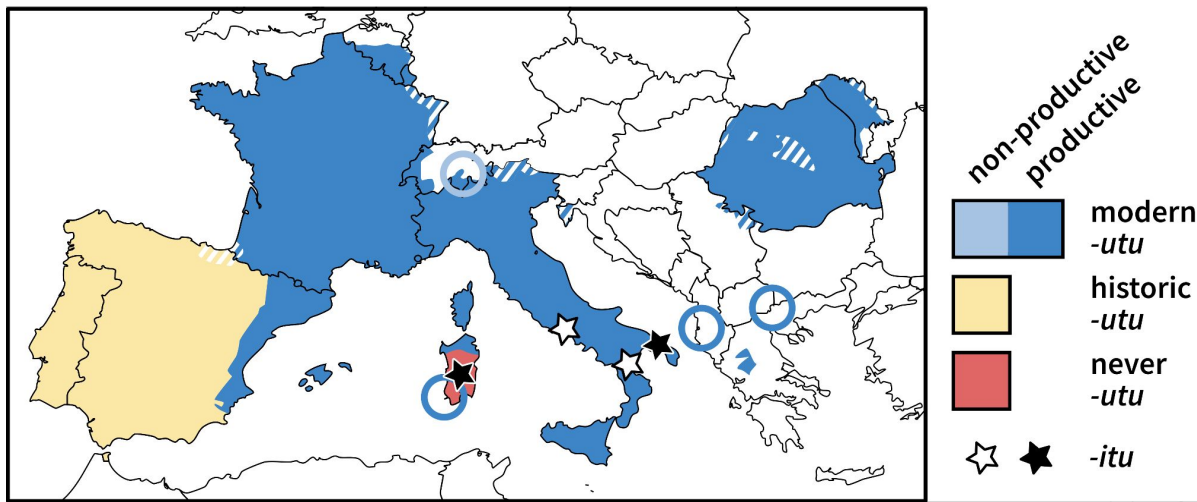 non-productive
productive
modern
-utu
historic
-utu
never
-utu
-itu